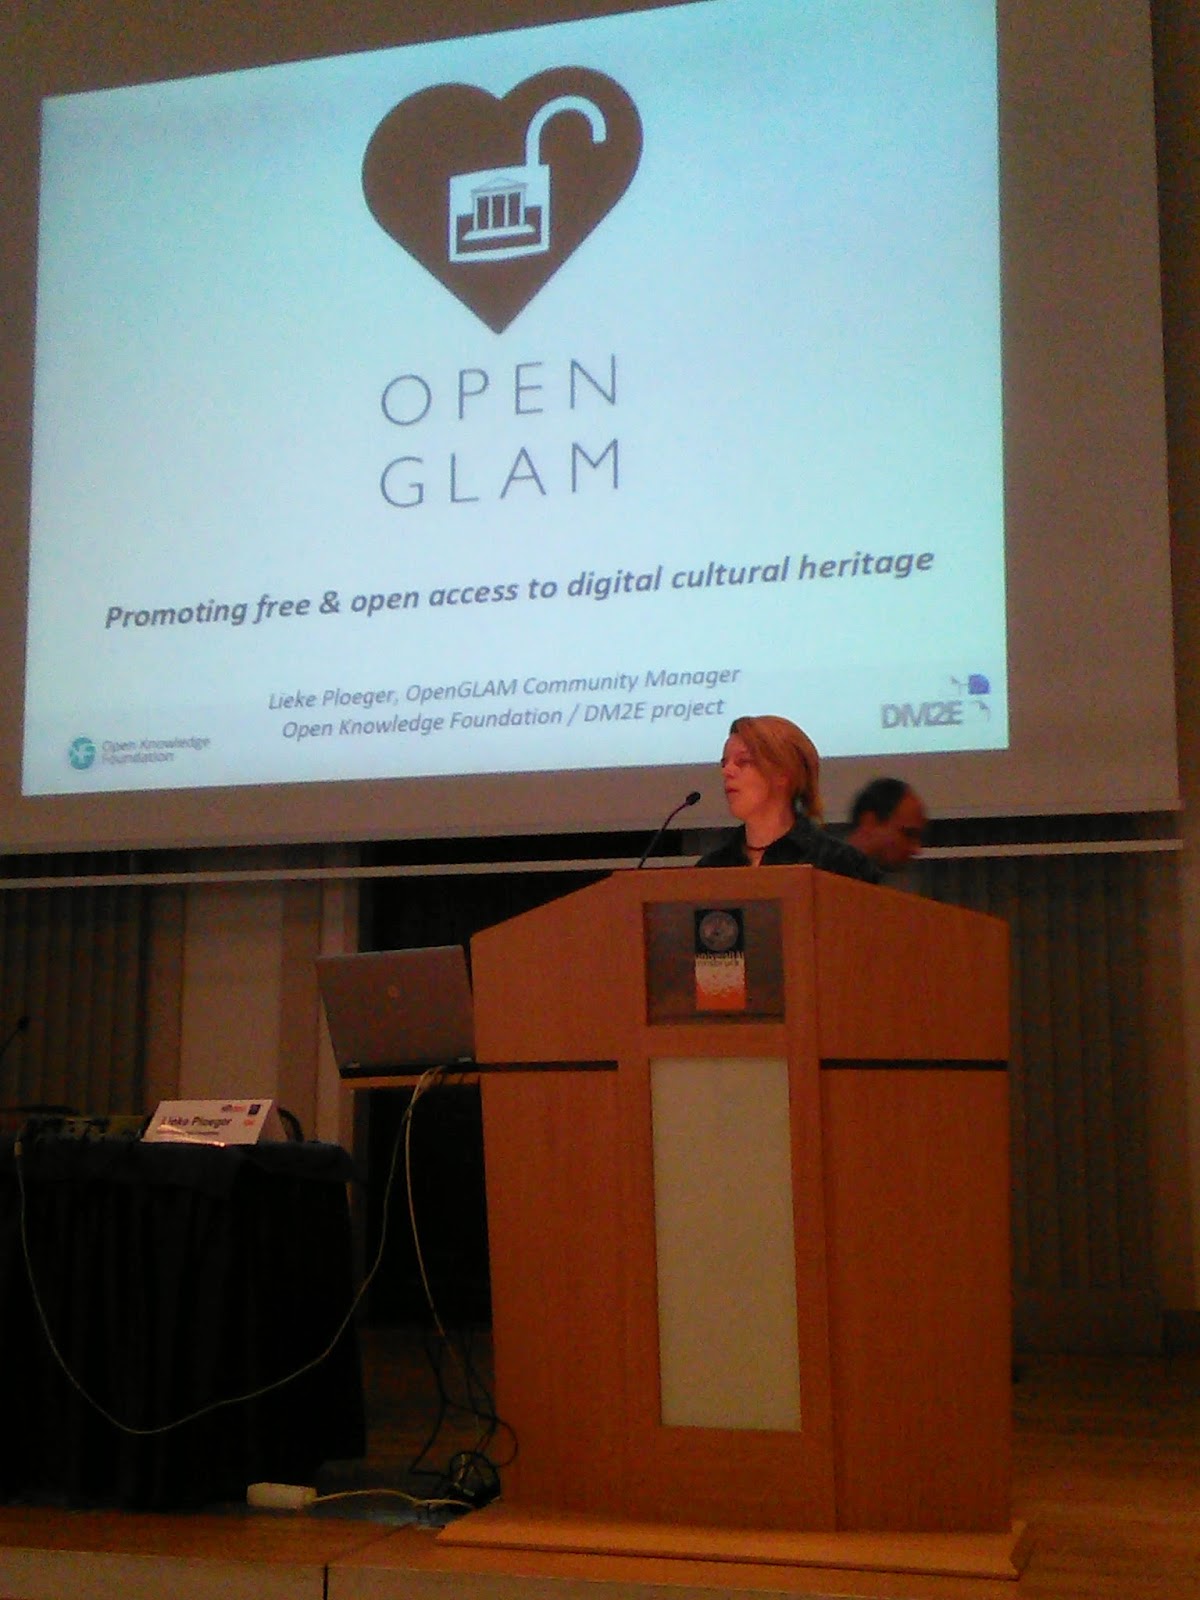 OPEN
GLAM
Promoting free & open access to digital cultural heritage
Lieke Ploeger, OpenGLAM Community Manager
Open Knowledge Foundation / DM2E project
Open Knowledge
Foundation
DM2E
Lieke Ploeger